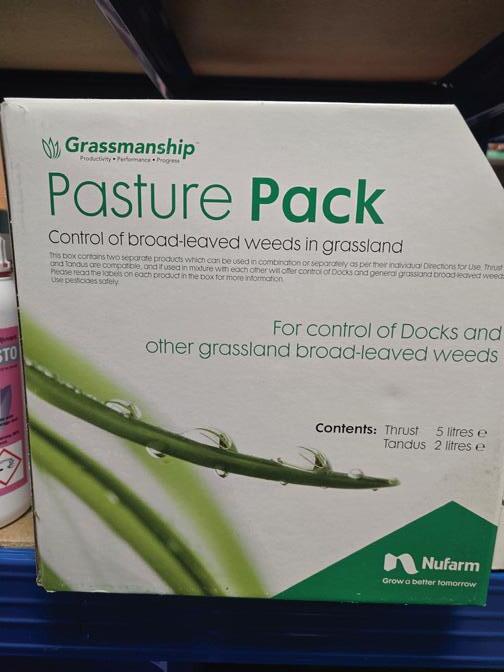 Grassmanship
Productivity • Performance • Progress
Pasture Pack
Control of broad-leaved weeds in grassland
This box contains two separate products which can be used in combination or separately as per their individual Directions for Use. Thrust
and Tandus are compatible, and if used in mixture with each other will offer control of Docks and general grassland broad-leaved weeds
Please read the labels on each product in the box for more information.
Use pesticides safely.
For control of Docks and
other grassland broad-leaved weeds
Contents: Thrust 5 litres ℮
Tandus 2 litres ℮
STO
Nufarm
Grow a better tomorrow